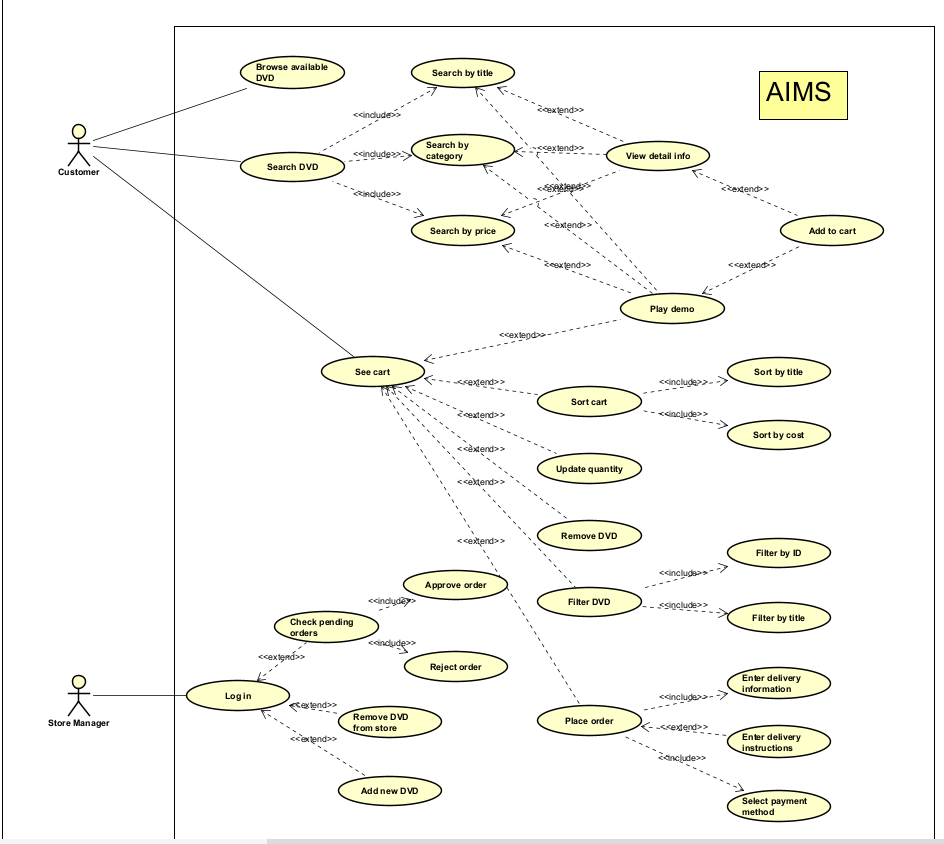 Browse available
DVD
Search by title
AIMS
<<include>>
<<extend>>
Customer
Search DVD
<<include>>
Search by
category
<<extend>>
View detail info
<<include>>
<<extend>>
<<extend>>
<<extend>>
Search by price
<<extend>>
Add to cart
<<extend>>
<<extend>>
Play demo
<<extend>>
See cart
<<extend>>
Sort cart
<<include>>
Sort by title
<<include>>
Sort by cost
<<extend>>
Update quantity
<<extend>>
<<extend>>
Remove DVD
<<extend>>
Filter by ID
<<include>>
Filter DVD
<<include>>
Filter by title
Approve order
<<include>>
Check pending
orders
<<include>>
Reject order
<<extend>>
Store Manager
Log in
<<extend>>
Remove DVD
from store
<<extend>>
Add new DVD
Place order
<<include>>
Enter delivery
information
<<extend>>
Enter delivery
instructions
<<include>>
Select payment
method